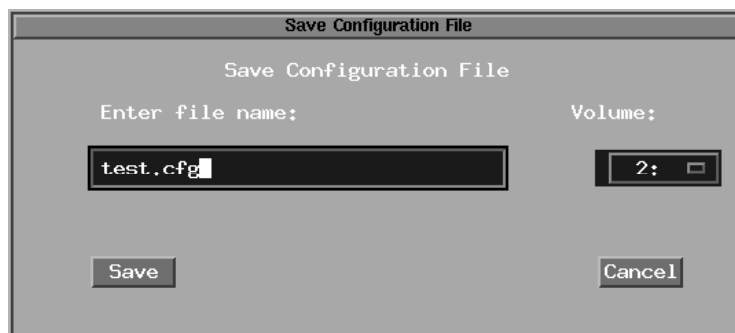 Save Configuration File
Save Configuration File
Enter file name: Volume:
test.cfg 2:
Save Cancel